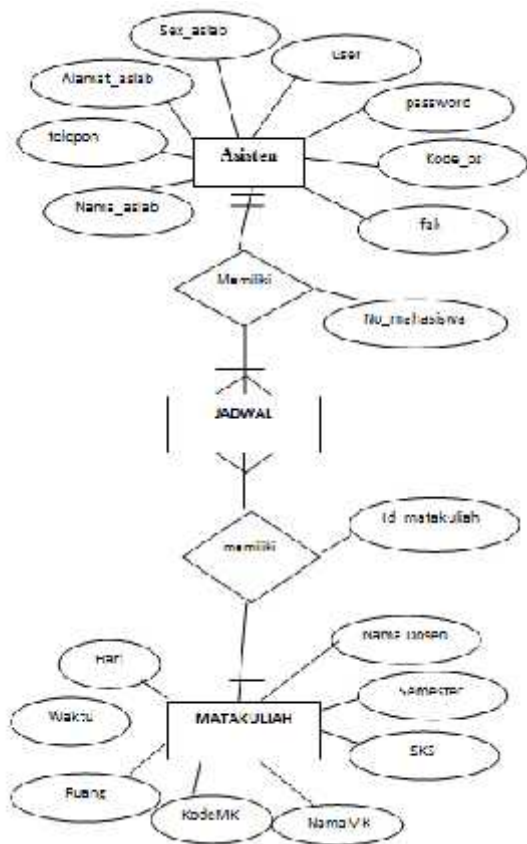 Sex_aslab
user
Alamat_aslab
password
telepon
Asisten
Kode_ps
Nama_aslab
fak
Memiliki
No_mahasiswa
JADWAL
Id_matakuliah
memiliki
Nama Dosen
Hari
Semester
Waktu
MATAKULIAH
SKS
Ruang
KodeMK
NamaMK